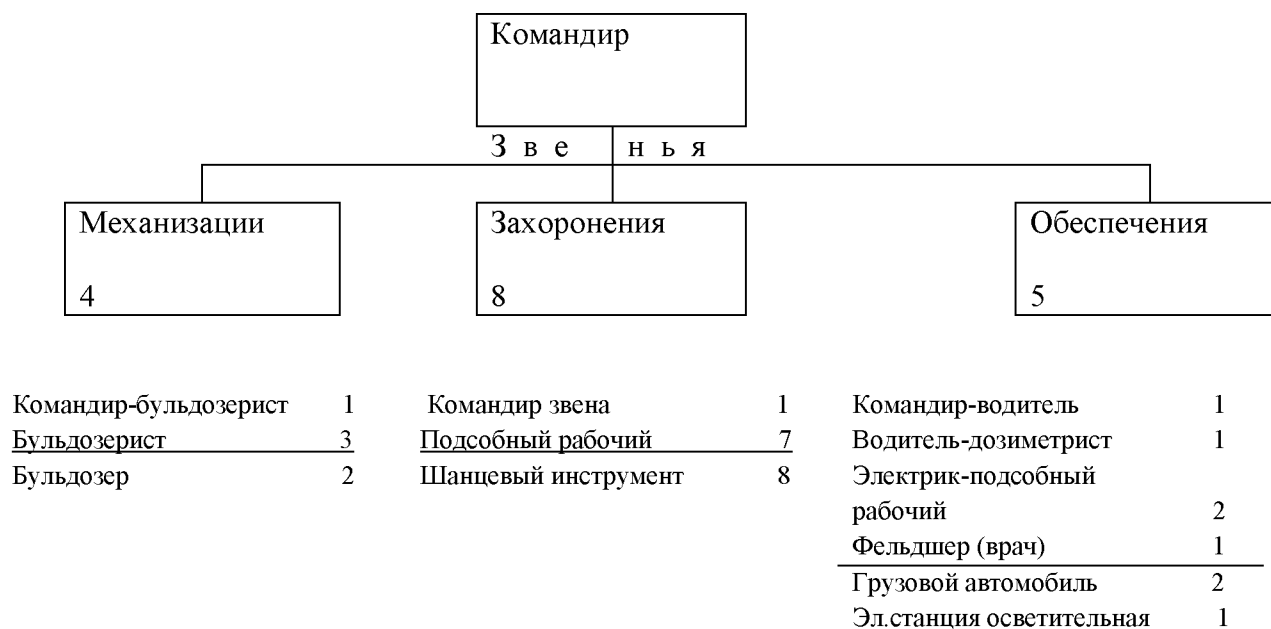 Командир
З в е н ь я
Механизации
4
Захоронения
8
Обеспечения
5
Командир-бульдозерист 1
Бульдозерист 3
Бульдозер 2
Командир звена 1
Подсобный рабочий 7
Шанцевый инструмент 8
Командир-водитель 1
Водитель-дозиметрист 1
Электрик-подсобный
рабочий 2
Фельдшер (врач) 1
Грузовой автомобиль 2
Эл.станция осветительная 1